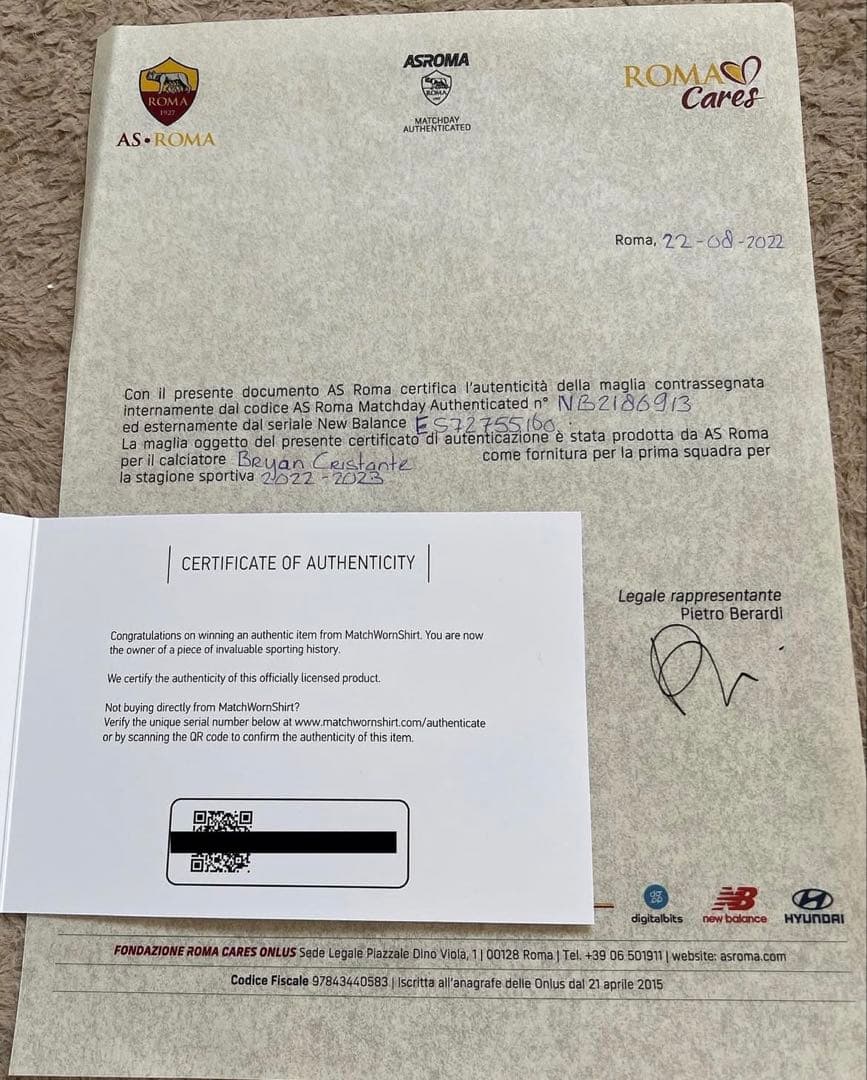 ROMA
1927
AS•ROMA
ASROMA
ROMA
MATCHDAY
AUTHENTICATED
ROMA
Cares
Roma, 22-08-2022
Con il presente documento AS Roma certifica l'autenticità della maglia contrassegnata
internamente dal codice AS Roma Matchday Authenticated n° NB2186913
ed esternamente dal seriale New Balance ES72755160.
La maglia oggetto del presente certificato di autenticazione è stata prodotta da AS Roma
per il calciatore Bryan Cristante come fornitura per la prima squadra per
la stagione sportiva 2022-2023
CERTIFICATE OF AUTHENTICITY
Congratulations on winning an authentic item from MatchWornShirt. You are now
the owner of a piece of invaluable sporting history.
We certify the authenticity of this officially licensed product.
Not buying directly from MatchWornShirt?
Verify the unique serial number below at www.matchwornshirt.com/authenticate
or by scanning the QR code to confirm the authenticity of this item.
Legale rappresentante
Pietro Berardi
digitalbits
NB
new balance
HYUNDAI
FONDAZIONE ROMA CARES ONLUS Sede Legale Piazzale Dino Viola, 1 | 00128 Roma | Tel. +39 06 501911 | website: asroma.com
Codice Fiscale 97843440583 | Iscritta all'anagrafe delle Onlus dal 21 aprile 2015